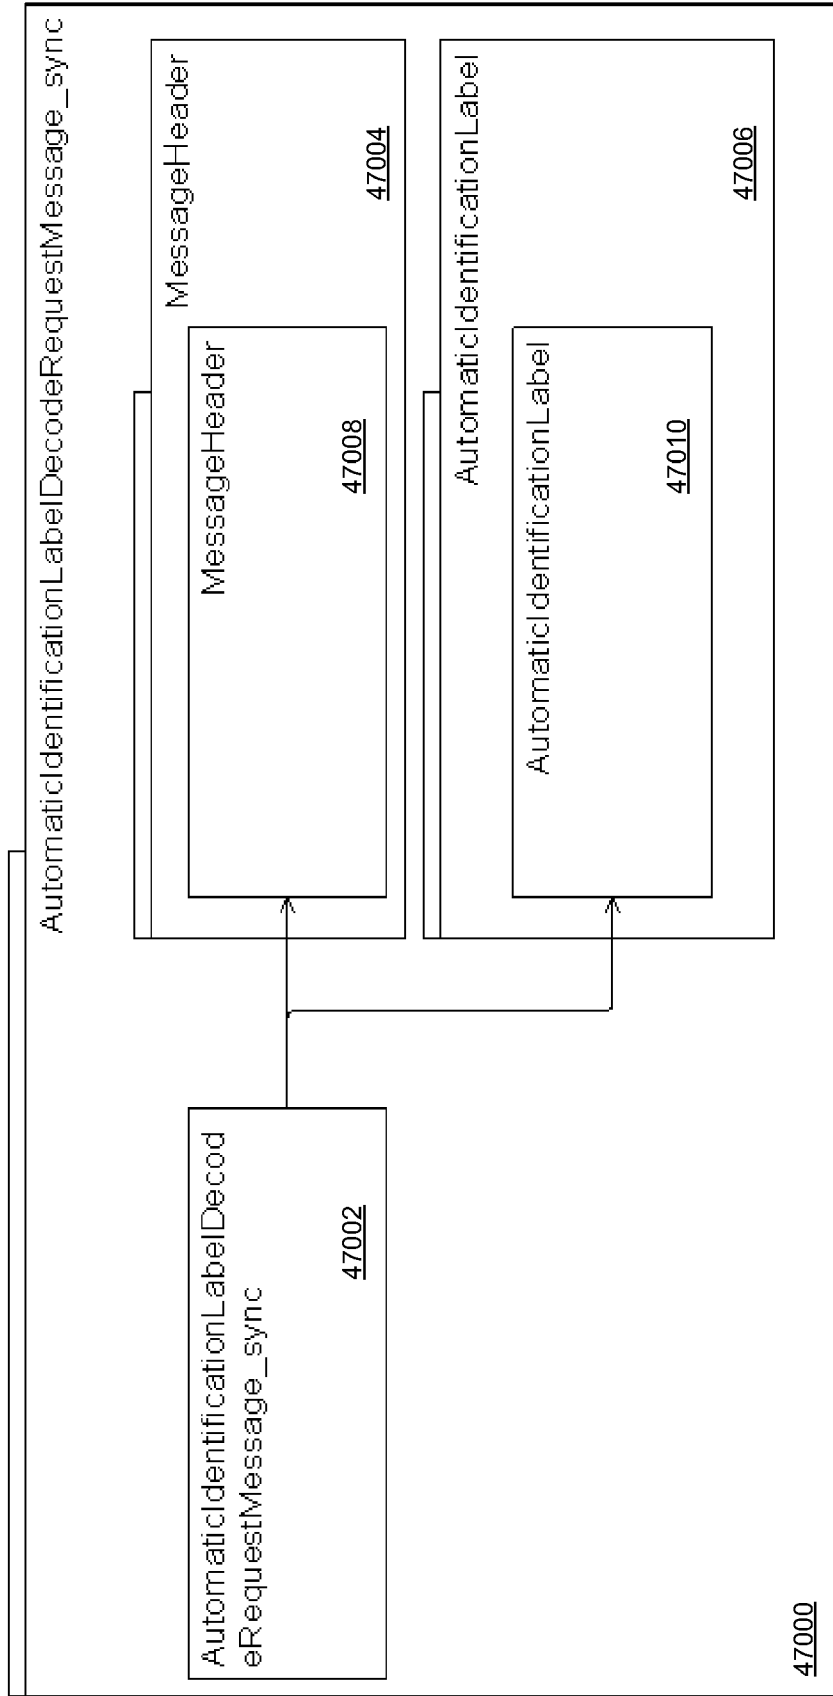 AutomaticIdentificationLabelDecodeRequestMessage_sync
AutomaticIdentificationLabelDecod
eRequestMessage_sync
47002
MessageHeader
MessageHeader
47008
47004
AutomaticIdentificationLabel
AutomaticIdentificationLabel
47010
47006
47000